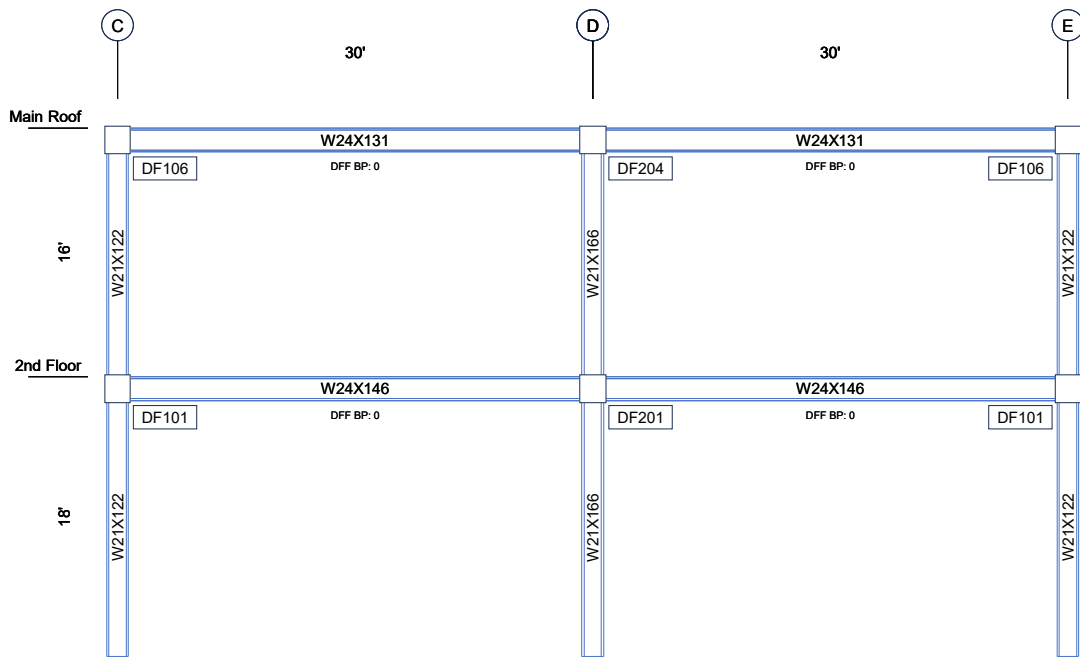 C D E
30' 30'
Main Roof
W24X131 W24X131
DF106 DFF BP: 0 DF204 DFF BP: 0 DF106
16'
W21X122 W21X166 W21X122
2nd Floor
W24X146 W24X146
DF101 DFF BP: 0 DF201 DFF BP: 0 DF101
18'
W21X122 W21X166 W21X122